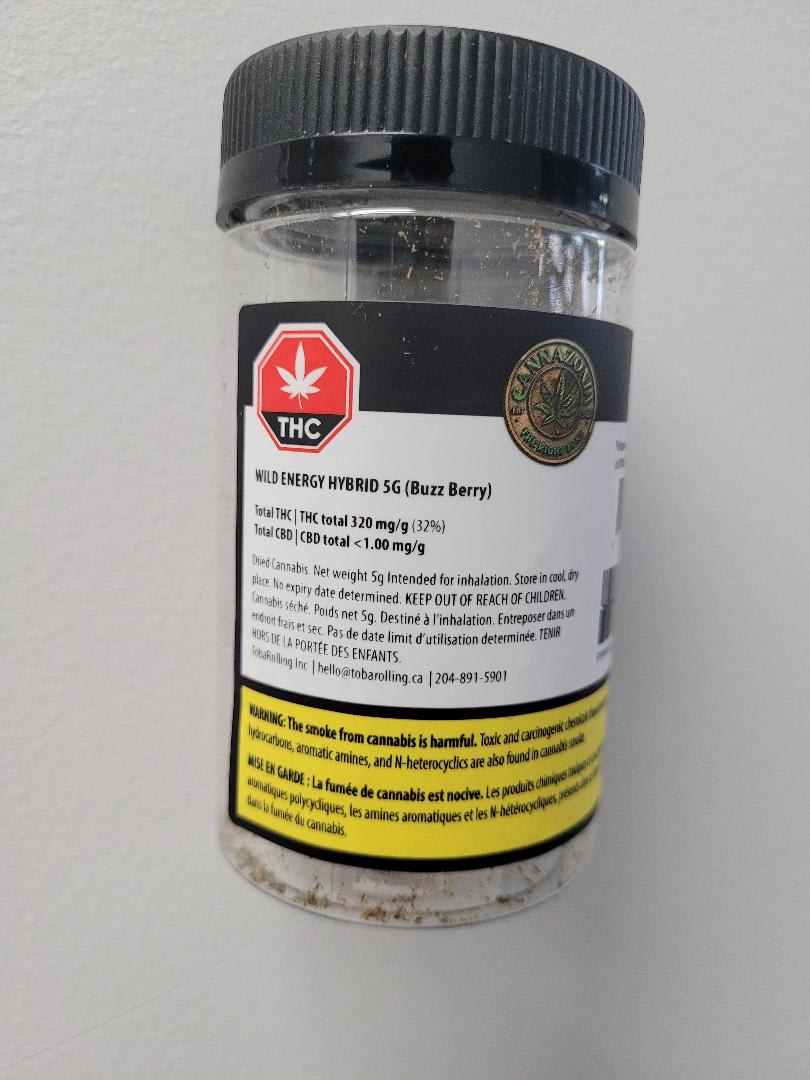 THC
CANNAZONIA
WILD ENERGY HYBRID 5G (Buzz Berry)
Total THC | THC total 320 mg/g (32%)
Total CBD | CBD total <1.00 mg/g
Dried Cannabis. Net weight 5g Intended for inhalation. Store in cool, dry
place. No expiry date determined. KEEP OUT OF REACH OF CHILDREN.
Cannabis séché. Poids net 5g. Destiné à l'inhalation. Entreposer dans un
endroit frais et sec. Pas de date limit d'utilisation determinée. TENIR
HORS DE LA PORTÉE DES ENFANTS.
TobaRolling Inc | hello@tobarolling.ca | 204-891-5901
WARNING: The smoke from cannabis is harmful. Toxic and carcinogenic chemicals
hydrocarbons, aromatic amines, and N-heterocyclics are also found in cannabis smoke.
MISE EN GARDE : La fumée de cannabis est nocive. Les produits chimiques toxiques
aromatiques polycycliques, les amines aromatiques et les N-hétérocycliques, présents
dans la fumée du cannabis.